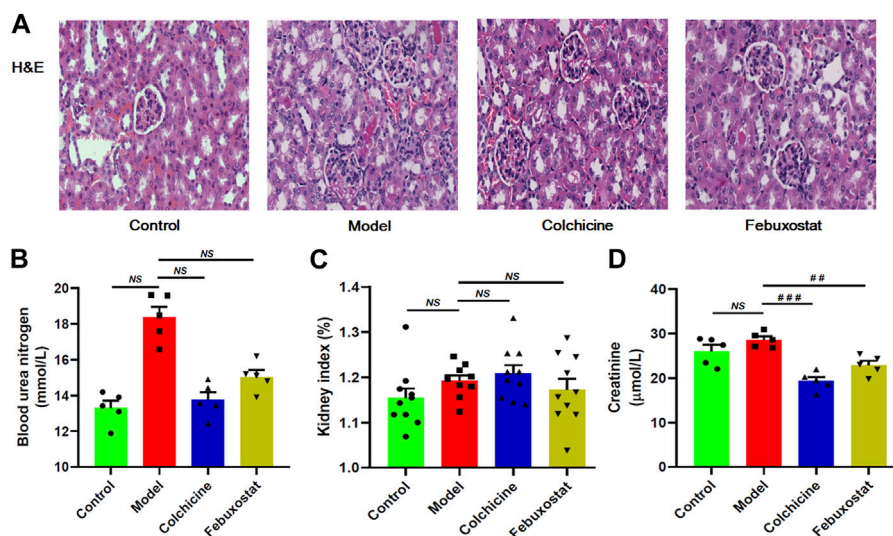 A
H&E
Control
Model
Colchicine
Febuxostat
B
NS
NS
NS
20
18
16
14
12
10
Blood urea nitrogen
(mmol/L)
Control
Model
Colchicine
Febuxostat
C
NS
NS
NS
1.4
1.3
1.2
1.1
1.0
Kidney index (%)
Control
Model
Colchicine
Febuxostat
D
##
###
NS
40
30
20
10
0
Creatinine
(μmol/L)
Control
Model
Colchicine
Febuxostat